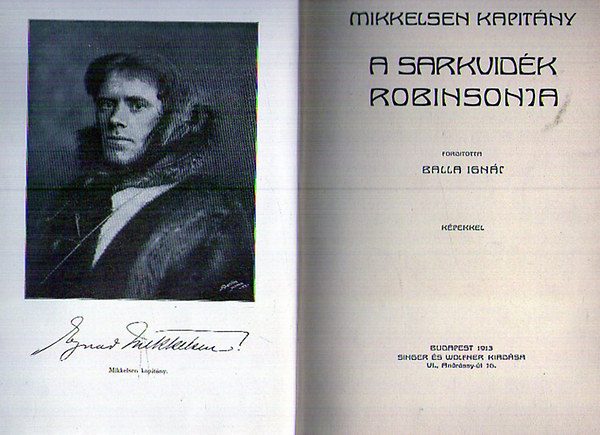 Ejnar Mikkelsen!
Mikkelsen kapitány.
MIKKELSEN KAPITÁNY
A SARKVIDÉK
ROBINSONJA
FORDÍTOTTA
BALLA IGNÁC
KÉPEKKEL
BUDAPEST 1913
SINGER ÉS WOLFNER KIADÁSA
VI., Andrássy-út 16.